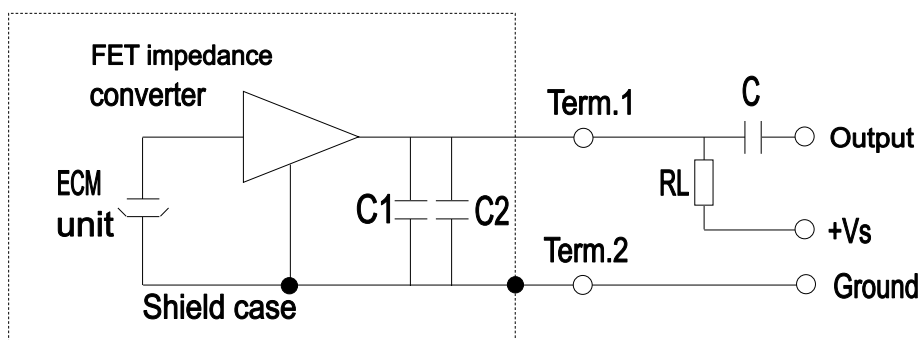 FET impedance
converter
Term.1
C
Output
ECM
unit
C1
C2
RL
+Vs
Term.2
Shield case
Ground